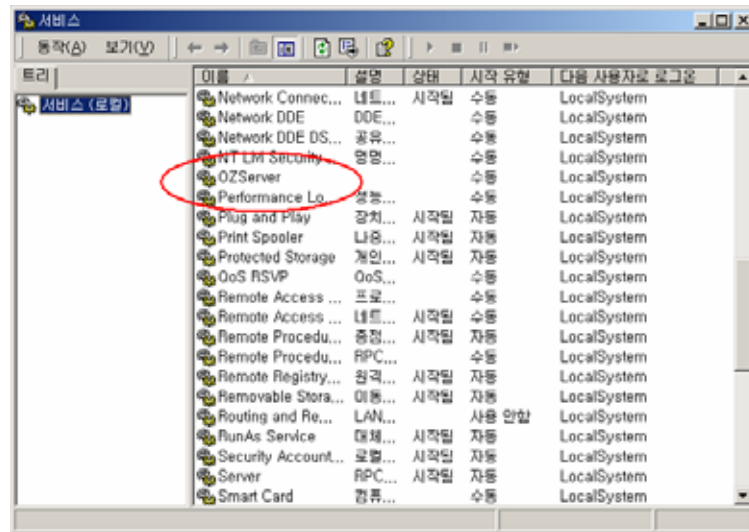 서비스
동작(A) 보기(V)
트리
서비스 (로컬)
이름 설명 상태 시작 유형 다음 사용자로 로그온
Network Connec... 네트... 시작됨 수동 LocalSystem
Network DDE DDE... 수동 LocalSystem
Network DDE DS... 공유... 수동 LocalSystem
NT LM Security ... 명명... 수동 LocalSystem
OZServer 수동 LocalSystem
Performance Lo... 성능... 수동 LocalSystem
Plug and Play 장치... 시작됨 자동 LocalSystem
Print Spooler 나중... 시작됨 자동 LocalSystem
Protected Storage 개인... 시작됨 자동 LocalSystem
QoS RSVP QoS... 수동 LocalSystem
Remote Access ... 프로... 수동 LocalSystem
Remote Access ... 네트... 시작됨 수동 LocalSystem
Remote Procedu... 종점... 시작됨 자동 LocalSystem
Remote Procedu... RPC... 수동 LocalSystem
Remote Registry... 원격... 시작됨 자동 LocalSystem
Removable Stora... 이동... 시작됨 자동 LocalSystem
Routing and Re... LAN... 사용 안함 LocalSystem
RunAs Service 대체... 시작됨 자동 LocalSystem
Security Account... 로컬... 시작됨 자동 LocalSystem
Server RPC... 시작됨 자동 LocalSystem
Smart Card 컴퓨... 수동 LocalSystem